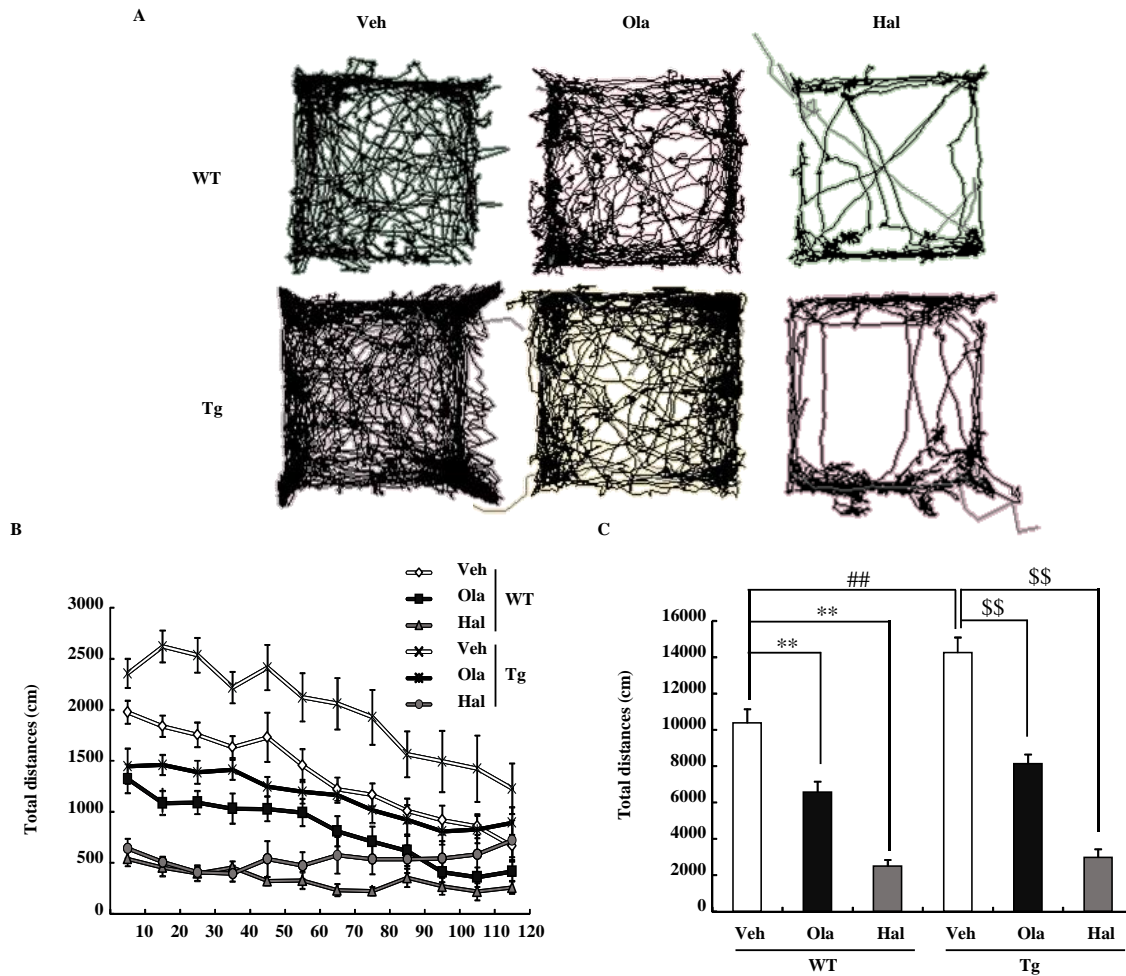 A
Veh Ola Hal
WT
Tg
B
Veh
Ola WT
Hal
Veh
Ola Tg
Hal
Total distances (cm)
3000
2500
2000
1500
1000
500
0
10 20 30 40 50 60 70 80 90 100 110 120
C
## $$
** $$
**
Total distances (cm)
16000
14000
12000
10000
8000
6000
4000
2000
0
Veh Ola Hal Veh Ola Hal
WT Tg